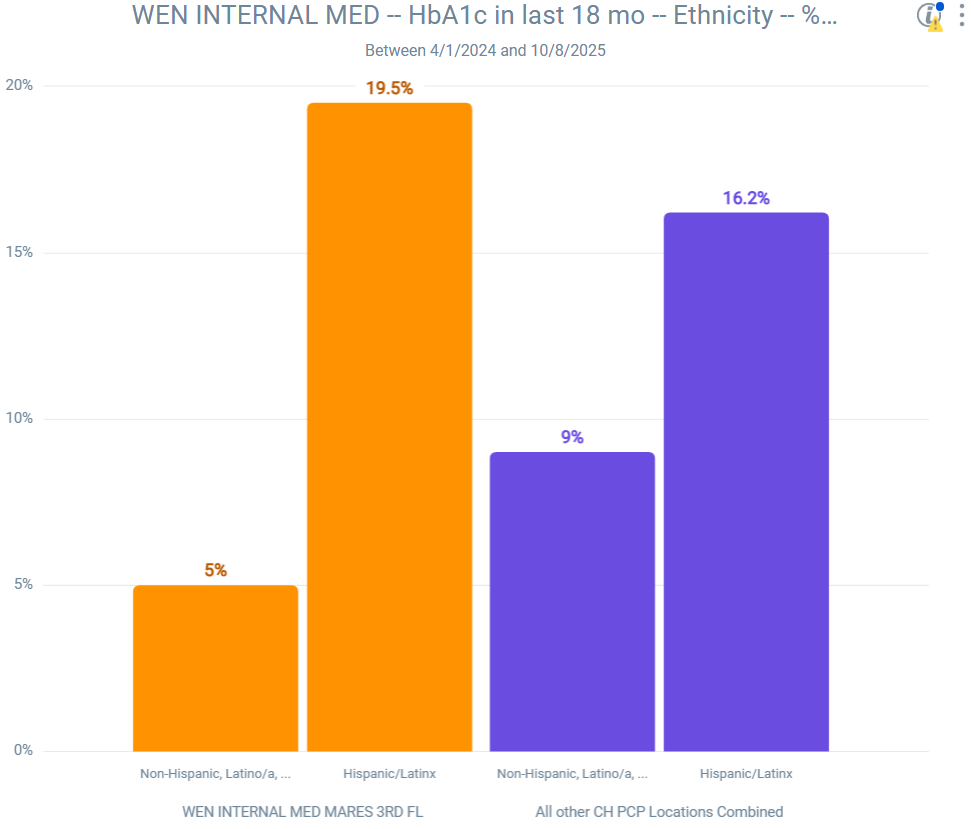 WEN INTERNAL MED -- HbA1c in last 18 mo -- Ethnicity -- %...
Between 4/1/2024 and 10/8/2025
20%
19.5%
16.2%
15%
10%
9%
5%
5%
0%
Non-Hispanic, Latino/a, ... Hispanic/Latinx Non-Hispanic, Latino/a, ... Hispanic/Latinx
WEN INTERNAL MED MARES 3RD FL All other CH PCP Locations Combined